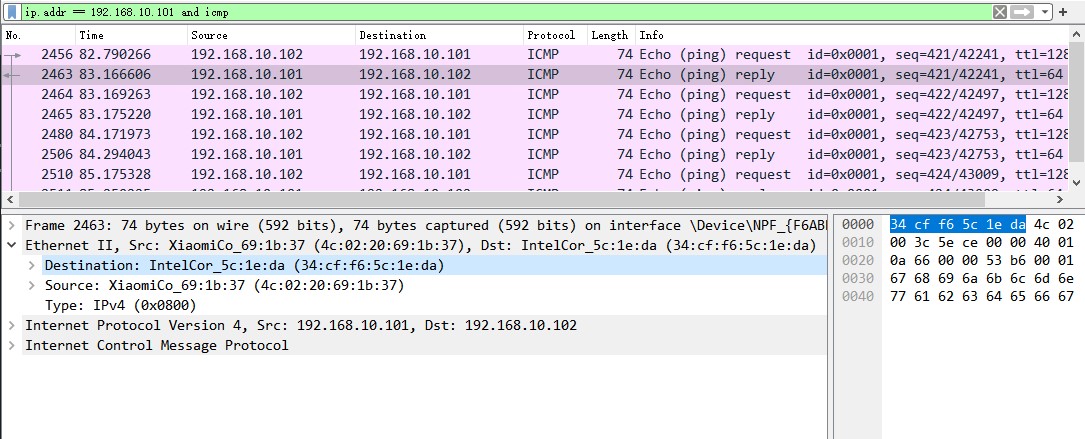 ip.addr == 192.168.10.101 and icmp
No. Time Source Destination Protocol Length Info
2456 82.790266 192.168.10.102 192.168.10.101 ICMP 74 Echo (ping) request id=0x0001, seq=421/42241, ttl=128
2463 83.166606 192.168.10.101 192.168.10.102 ICMP 74 Echo (ping) reply id=0x0001, seq=421/42241, ttl=64
2464 83.169263 192.168.10.102 192.168.10.101 ICMP 74 Echo (ping) request id=0x0001, seq=422/42497, ttl=128
2465 83.175220 192.168.10.101 192.168.10.102 ICMP 74 Echo (ping) reply id=0x0001, seq=422/42497, ttl=64
2480 84.171973 192.168.10.102 192.168.10.101 ICMP 74 Echo (ping) request id=0x0001, seq=423/42753, ttl=128
2506 84.294043 192.168.10.101 192.168.10.102 ICMP 74 Echo (ping) reply id=0x0001, seq=423/42753, ttl=64
2510 85.175328 192.168.10.102 192.168.10.101 ICMP 74 Echo (ping) request id=0x0001, seq=424/43009, ttl=128
Frame 2463: 74 bytes on wire (592 bits), 74 bytes captured (592 bits) on interface \Device\NPF_{F6AB
Ethernet II, Src: XiaomiCo_69:1b:37 (4c:02:20:69:1b:37), Dst: IntelCor_5c:1e:da (34:cf:f6:5c:1e:da)
Destination: IntelCor_5c:1e:da (34:cf:f6:5c:1e:da)
Source: XiaomiCo_69:1b:37 (4c:02:20:69:1b:37)
Type: IPv4 (0x0800)
Internet Protocol Version 4, Src: 192.168.10.101, Dst: 192.168.10.102
Internet Control Message Protocol
0000 34 cf f6 5c 1e da 4c 02
0010 00 3c 5e ce 00 00 40 01
0020 0a 66 00 00 53 b6 00 01
0030 67 68 69 6a 6b 6c 6d 6e
0040 77 61 62 63 64 65 66 67